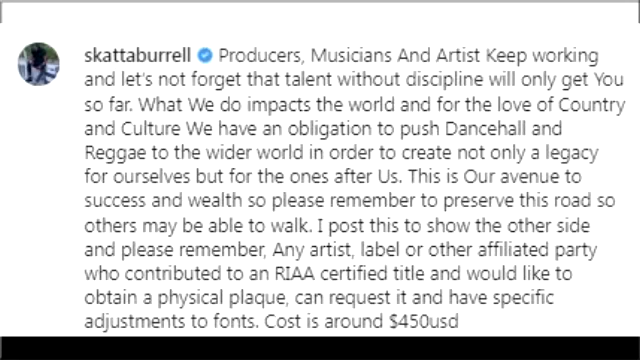 skattaburrell Producers, Musicians And Artist Keep working
and let's not forget that talent without discipline will only get You
so far. What We do impacts the world and for the love of Country
and Culture We have an obligation to push Dancehall and
Reggae to the wider world in order to create not only a legacy
for ourselves but for the ones after Us. This is Our avenue to
success and wealth so please remember to preserve this road so
others may be able to walk. I post this to show the other side
and please remember, Any artist, label or other affiliated party
who contributed to an RIAA certified title and would like to
obtain a physical plaque, can request it and have specific
adjustments to fonts. Cost is around $450usd